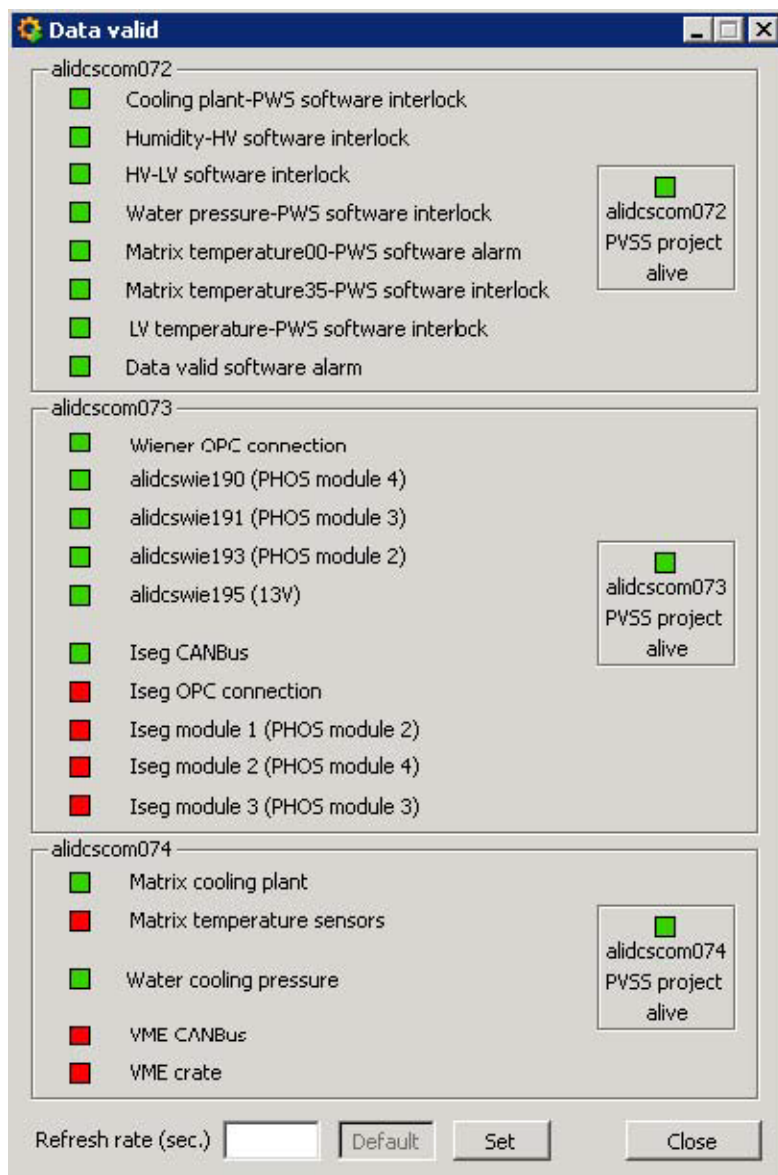 Data valid
alidcscom072
Cooling plant-PWS software interlock
Humidity-HV software interlock
HV-LV software interlock
Water pressure-PWS software interlock
Matrix temperature00-PWS software alarm
Matrix temperature35-PWS software interlock
LV temperature-PWS software interlock
Data valid software alarm
alidcscom072
PVSS project
alive
alidcscom073
Wiener OPC connection
alidcswie190 (PHOS module 4)
alidcswie191 (PHOS module 3)
alidcswie193 (PHOS module 2)
alidcswie195 (13V)
Iseg CANBus
Iseg OPC connection
Iseg module 1 (PHOS module 2)
Iseg module 2 (PHOS module 4)
Iseg module 3 (PHOS module 3)
alidcscom073
PVSS project
alive
alidcscom074
Matrix cooling plant
Matrix temperature sensors
Water cooling pressure
VME CANBus
VME crate
alidcscom074
PVSS project
alive
Refresh rate (sec.) Default Set Close